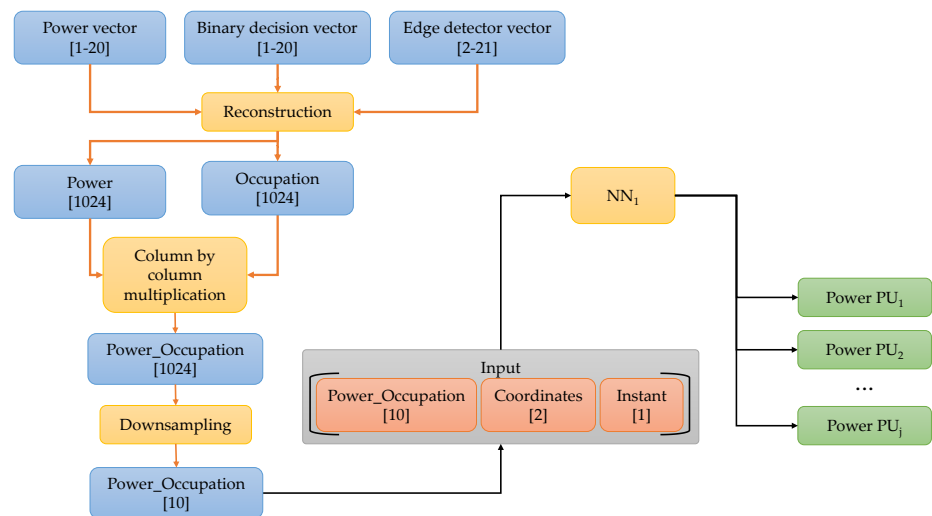 Power vector
[1-20]
Binary decision vector
[1-20]
Edge detector vector
[2-21]
Reconstruction
Power
[1024]
Occupation
[1024]
Column by
column
multiplication
Power_Occupation
[1024]
Downsampling
Power_Occupation
[10]
Input
Power_Occupation
[10]
Coordinates
[2]
Instant
[1]
NN₁
Power PU₁
Power PU₂
...
Power PUⱼ